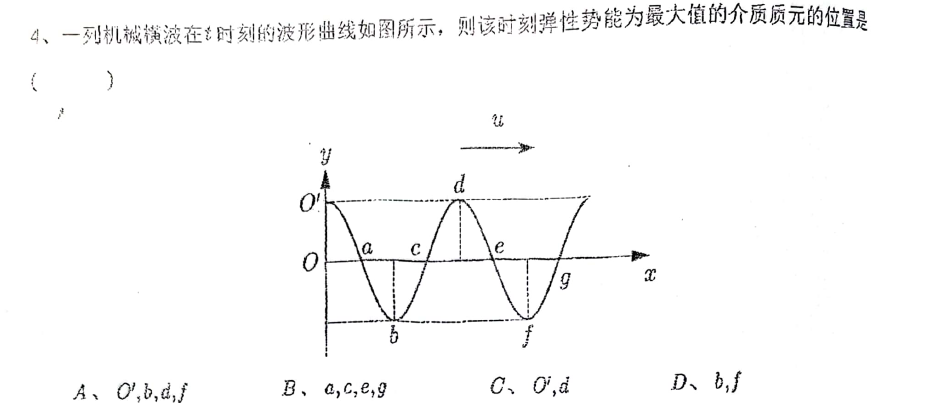 4、一列机械横波在t时刻的波形曲线如图所示，则该时刻弹性势能为最大值的介质质元的位置是
(　　)
u
y
d
O'
a c e
O
g x
b f
A、 O',b,d,f　B、 a,c,e,g　C、 O',d　D、 b,f